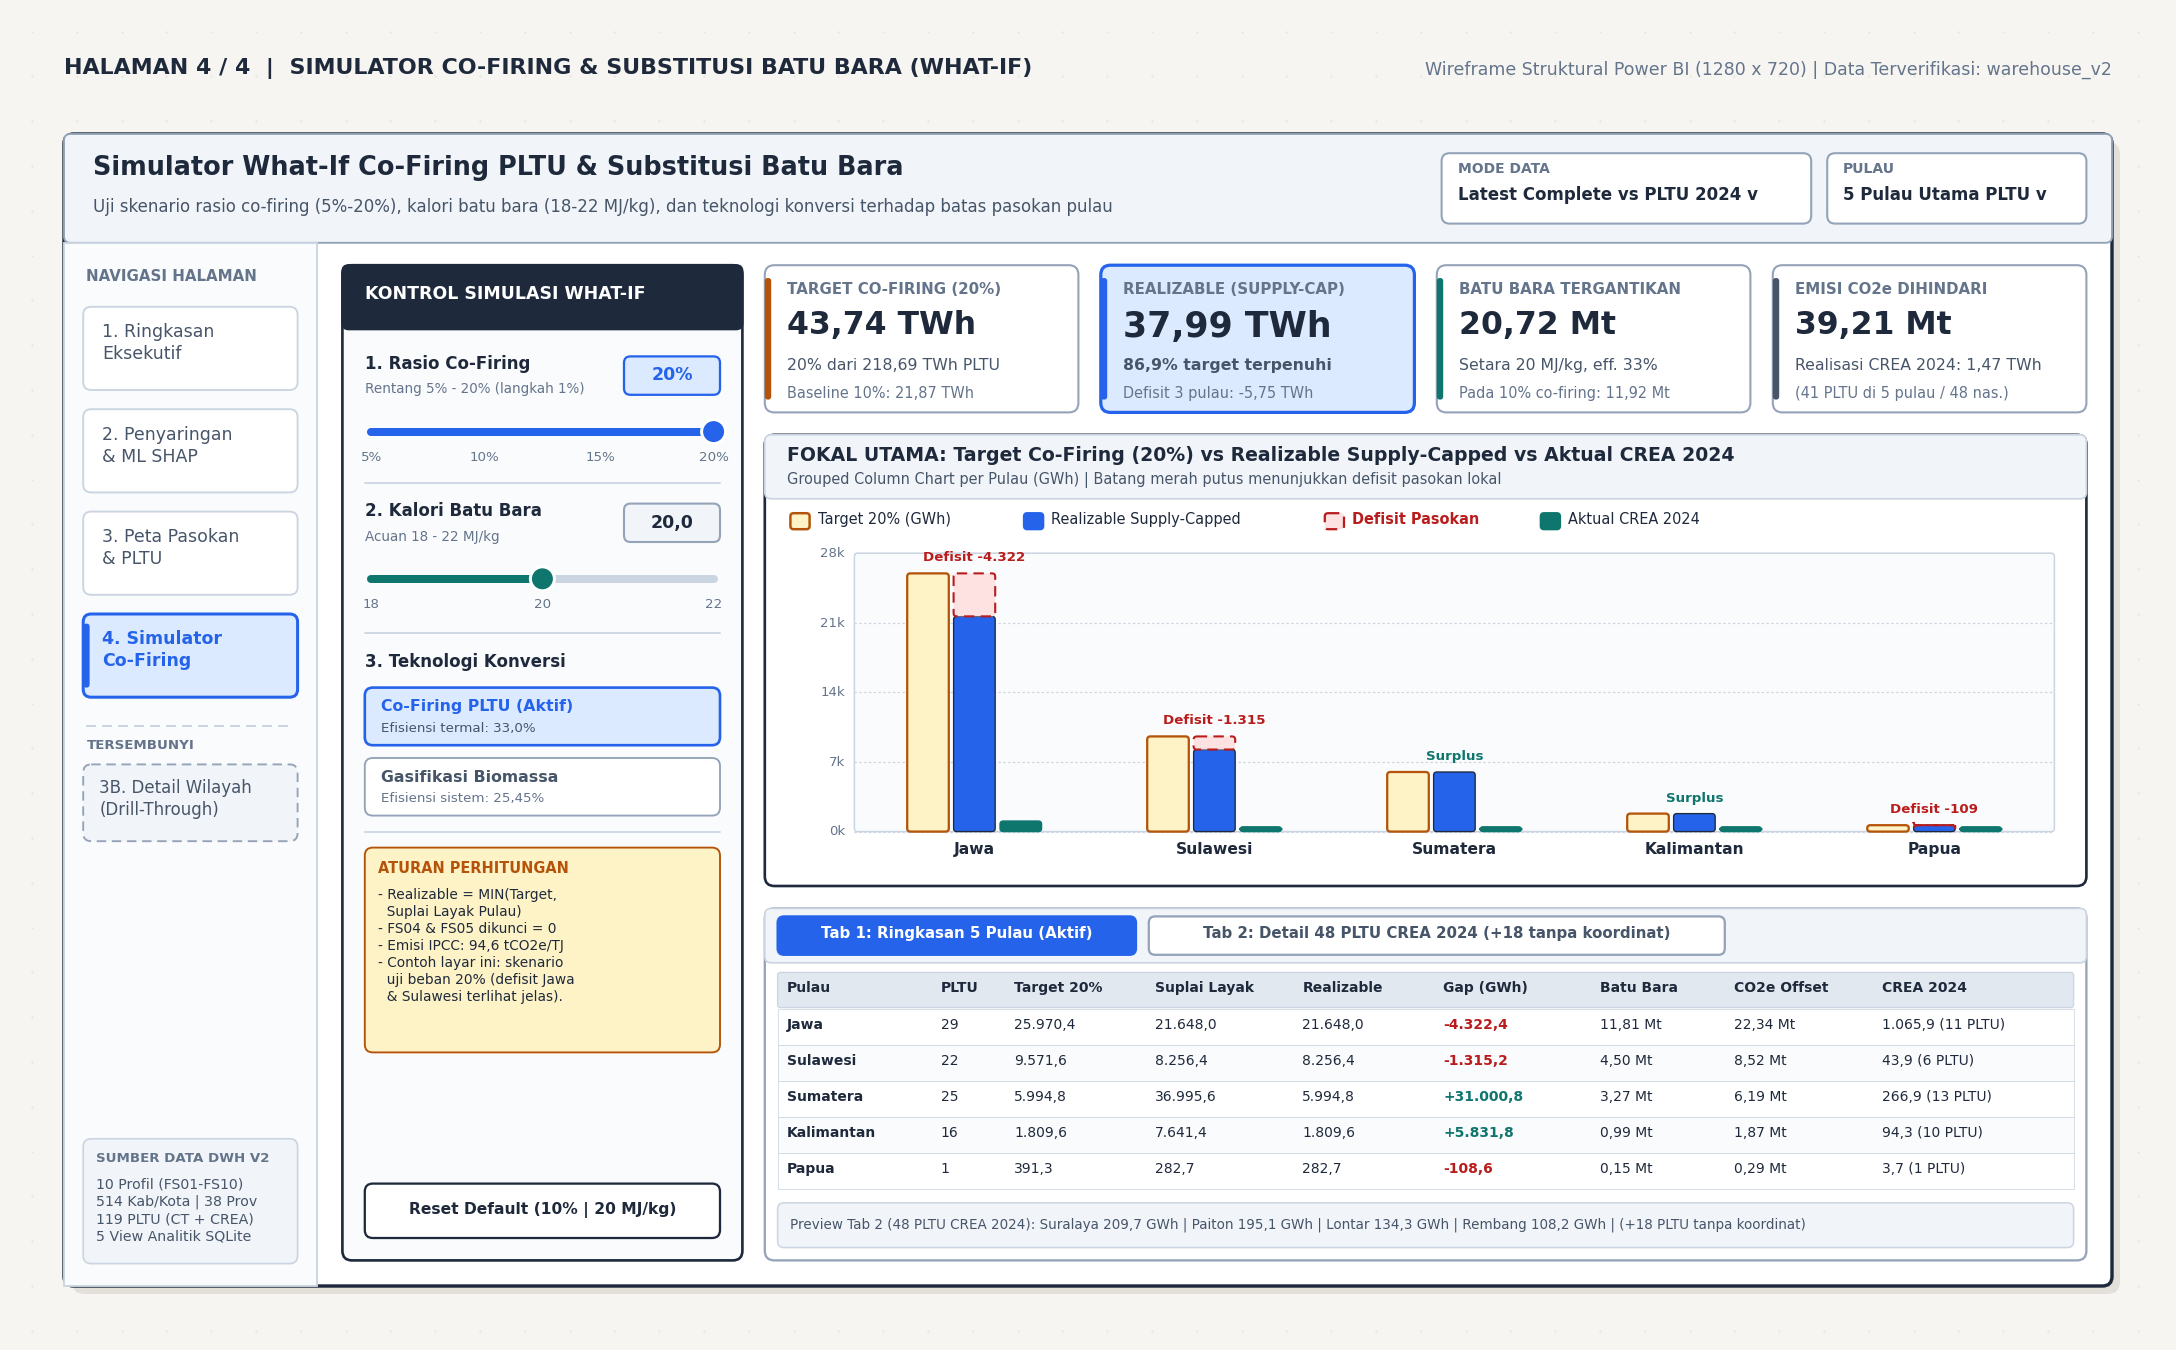 HALAMAN 4 / 4 | SIMULATOR CO-FIRING & SUBSTITUSI BATU BARA (WHAT-IF)
Wireframe Struktural Power BI (1280 x 720) | Data Terverifikasi: warehouse_v2
Simulator What-If Co-Firing PLTU & Substitusi Batu Bara
Uji skenario rasio co-firing (5%-20%), kalori batu bara (18-22 MJ/kg), dan teknologi konversi terhadap batas pasokan pulau
MODE DATA
Latest Complete vs PLTU 2024 v
PULAU
5 Pulau Utama PLTU v
NAVIGASI HALAMAN
1. Ringkasan
Eksekutif
2. Penyaringan
& ML SHAP
3. Peta Pasokan
& PLTU
4. Simulator
Co-Firing
TERSEMBUNYI
3B. Detail Wilayah
(Drill-Through)
SUMBER DATA DWH V2
10 Profil (FS01-FS10)
514 Kab/Kota | 38 Prov
119 PLTU (CT + CREA)
5 View Analitik SQLite
KONTROL SIMULASI WHAT-IF
1. Rasio Co-Firing
Rentang 5% - 20% (langkah 1%)
20%
5% 10% 15% 20%
2. Kalori Batu Bara
Acuan 18 - 22 MJ/kg
20,0
18 20 22
3. Teknologi Konversi
Co-Firing PLTU (Aktif)
Efisiensi termal: 33,0%
Gasifikasi Biomassa
Efisiensi sistem: 25,45%
ATURAN PERHITUNGAN
- Realizable = MIN(Target,
Suplai Layak Pulau)
- FS04 & FS05 dikunci = 0
- Emisi IPCC: 94,6 tCO2e/TJ
- Contoh layar ini: skenario
uji beban 20% (defisit Jawa
& Sulawesi terlihat jelas).
Reset Default (10% | 20 MJ/kg)
TARGET CO-FIRING (20%)
43,74 TWh
20% dari 218,69 TWh PLTU
Baseline 10%: 21,87 TWh
REALIZABLE (SUPPLY-CAP)
37,99 TWh
86,9% target terpenuhi
Defisit 3 pulau: -5,75 TWh
BATU BARA TERGANTIKAN
20,72 Mt
Setara 20 MJ/kg, eff. 33%
Pada 10% co-firing: 11,92 Mt
EMISI CO2e DIHINDARI
39,21 Mt
Realisasi CREA 2024: 1,47 TWh
(41 PLTU di 5 pulau / 48 nas.)
FOKAL UTAMA: Target Co-Firing (20%) vs Realizable Supply-Capped vs Aktual CREA 2024
Grouped Column Chart per Pulau (GWh) | Batang merah putus menunjukkan defisit pasokan lokal
Target 20% (GWh) Realizable Supply-Capped Defisit Pasokan Aktual CREA 2024
28k
21k
14k
7k
0k
Defisit -4.322
Defisit -1.315
Surplus
Surplus
Defisit -109
Jawa Sulawesi Sumatera Kalimantan Papua
Tab 1: Ringkasan 5 Pulau (Aktif)
Tab 2: Detail 48 PLTU CREA 2024 (+18 tanpa koordinat)
Pulau PLTU Target 20% Suplai Layak Realizable Gap (GWh) Batu Bara CO2e Offset CREA 2024
Jawa 29 25.970,4 21.648,0 21.648,0 -4.322,4 11,81 Mt 22,34 Mt 1.065,9 (11 PLTU)
Sulawesi 22 9.571,6 8.256,4 8.256,4 -1.315,2 4,50 Mt 8,52 Mt 43,9 (6 PLTU)
Sumatera 25 5.994,8 36.995,6 5.994,8 +31.000,8 3,27 Mt 6,19 Mt 266,9 (13 PLTU)
Kalimantan 16 1.809,6 7.641,4 1.809,6 +5.831,8 0,99 Mt 1,87 Mt 94,3 (10 PLTU)
Papua 1 391,3 282,7 282,7 -108,6 0,15 Mt 0,29 Mt 3,7 (1 PLTU)
Preview Tab 2 (48 PLTU CREA 2024): Suralaya 209,7 GWh | Paiton 195,1 GWh | Lontar 134,3 GWh | Rembang 108,2 GWh | (+18 PLTU tanpa koordinat)